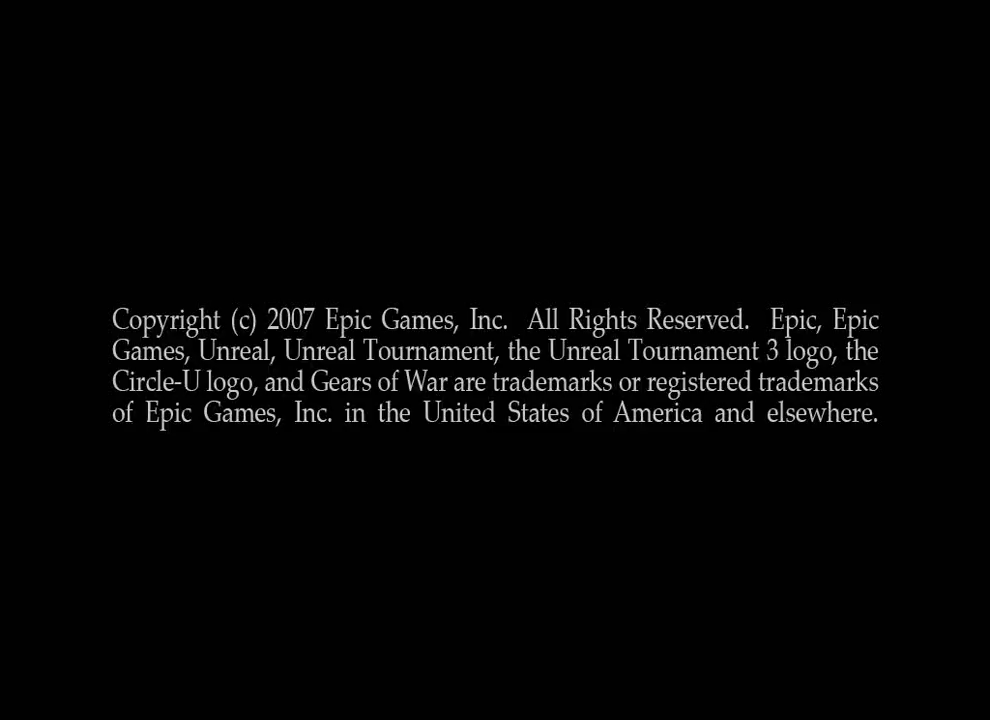 Copyright (c) 2007 Epic Games, Inc.  All Rights Reserved.  Epic, Epic
Games, Unreal, Unreal Tournament, the Unreal Tournament 3 logo, the
Circle-U logo, and Gears of War are trademarks or registered trademarks
of Epic Games, Inc. in the United States of America and elsewhere.